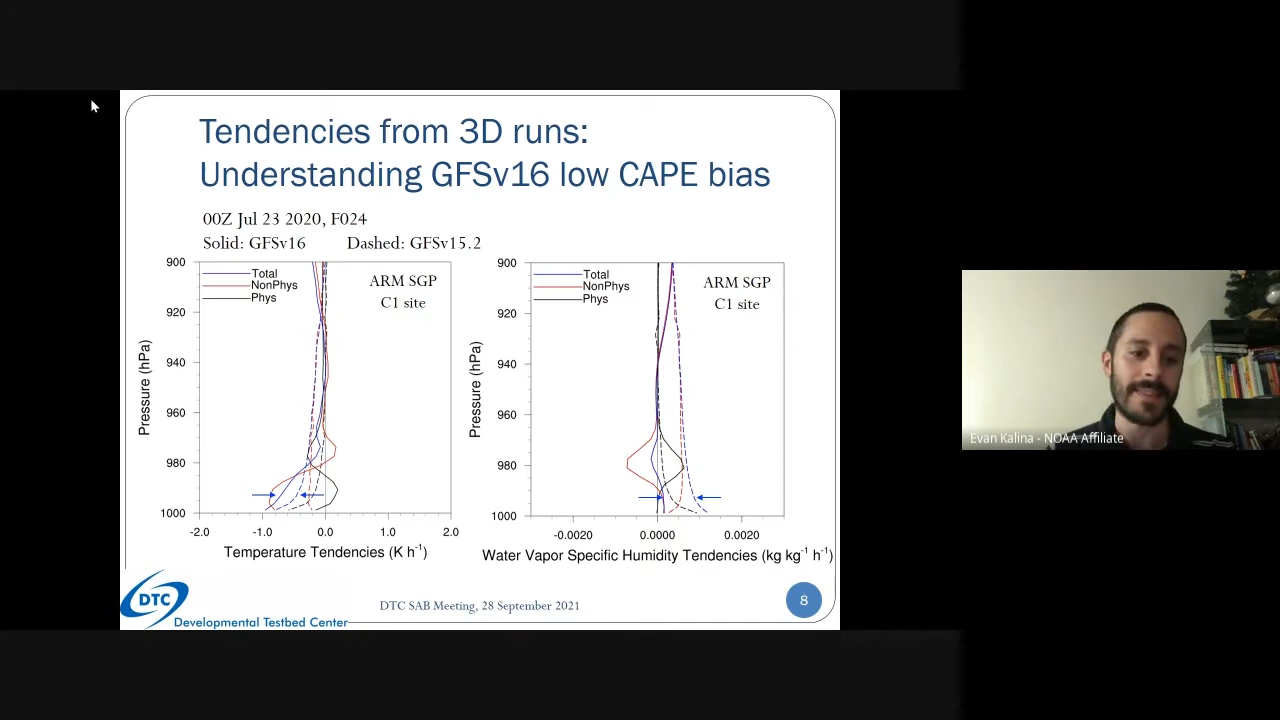 Tendencies from 3D runs:
Understanding GFSv16 low CAPE bias
00Z Jul 23 2020, F024
Solid: GFSv16 Dashed: GFSv15.2
900
920
940
960
980
1000
Pressure (hPa)
Total
NonPhys
Phys
ARM SGP
C1 site
-2.0 -1.0 0.0 1.0 2.0
Temperature Tendencies (K h-1)
900
920
940
960
980
1000
Pressure (hPa)
Total
NonPhys
Phys
ARM SGP
C1 site
-0.0020 0.0000 0.0020
Water Vapor Specific Humidity Tendencies (kg kg-1 h-1)
DTC
Developmental Testbed Center
DTC SAB Meeting, 28 September 2021
8
Evan Kalina - NOAA Affiliate